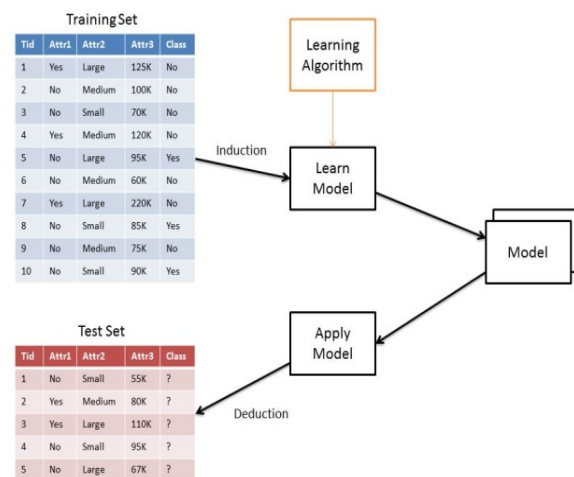 Training Set
Tid Attr1 Attr2 Attr3 Class
1 Yes Large 125K No
2 No Medium 100K No
3 No Small 70K No
4 Yes Medium 120K No
5 No Large 95K Yes
6 No Medium 60K No
7 Yes Large 220K No
8 No Small 85K Yes
9 No Medium 75K No
10 No Small 90K Yes
Learning
Algorithm
Induction
Learn
Model
Model
Apply
Model
Deduction
Test Set
Tid Attr1 Attr2 Attr3 Class
1 No Small 55K ?
2 Yes Medium 80K ?
3 Yes Large 110K ?
4 No Small 95K ?
5 No Large 67K ?